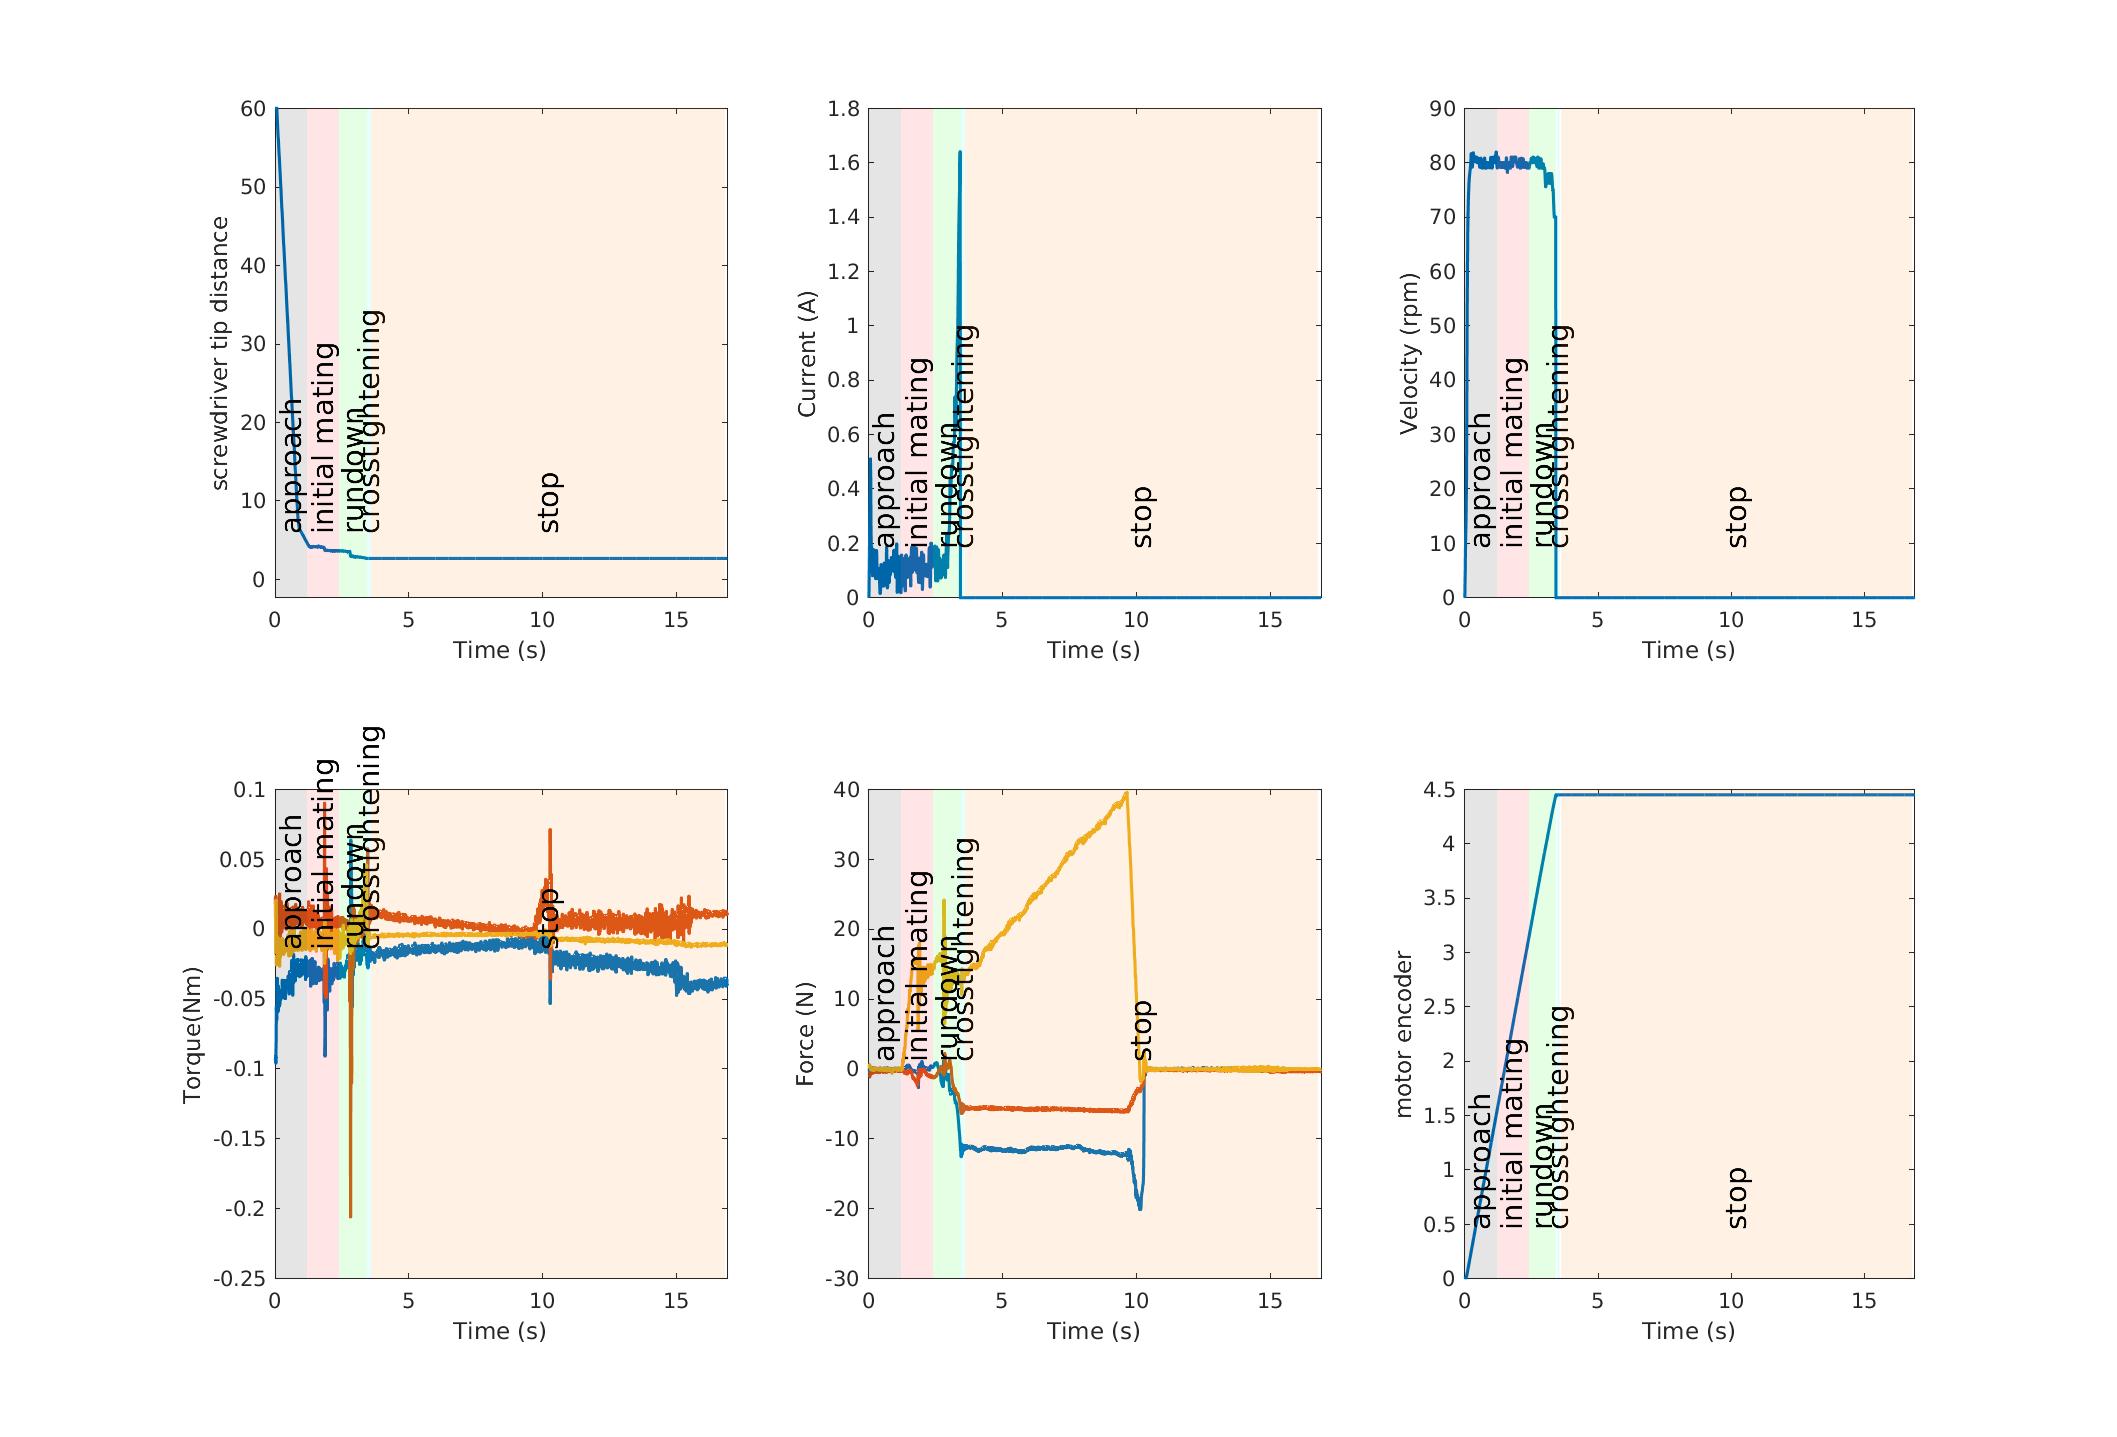 60
50
40
30
20
10
0
screwdriver tip distance
approach
initial mating
rundown
crosstightening
stop
0 5 10 15
Time (s)
1.8
1.6
1.4
1.2
1
0.8
0.6
0.4
0.2
0
Current (A)
approach
initial mating
rundown
crosstightening
stop
0 5 10 15
Time (s)
90
80
70
60
50
40
30
20
10
0
Velocity (rpm)
approach
initial mating
rundown
crosstightening
stop
0 5 10 15
Time (s)
0.1
0.05
0
-0.05
-0.1
-0.15
-0.2
-0.25
Torque(Nm)
approach
initial mating
rundown
crosstightening
stop
0 5 10 15
Time (s)
40
30
20
10
0
-10
-20
-30
Force (N)
approach
initial mating
rundown
crosstightening
stop
0 5 10 15
Time (s)
4.5
4
3.5
3
2.5
2
1.5
1
0.5
0
motor encoder
approach
initial mating
rundown
crosstightening
stop
0 5 10 15
Time (s)